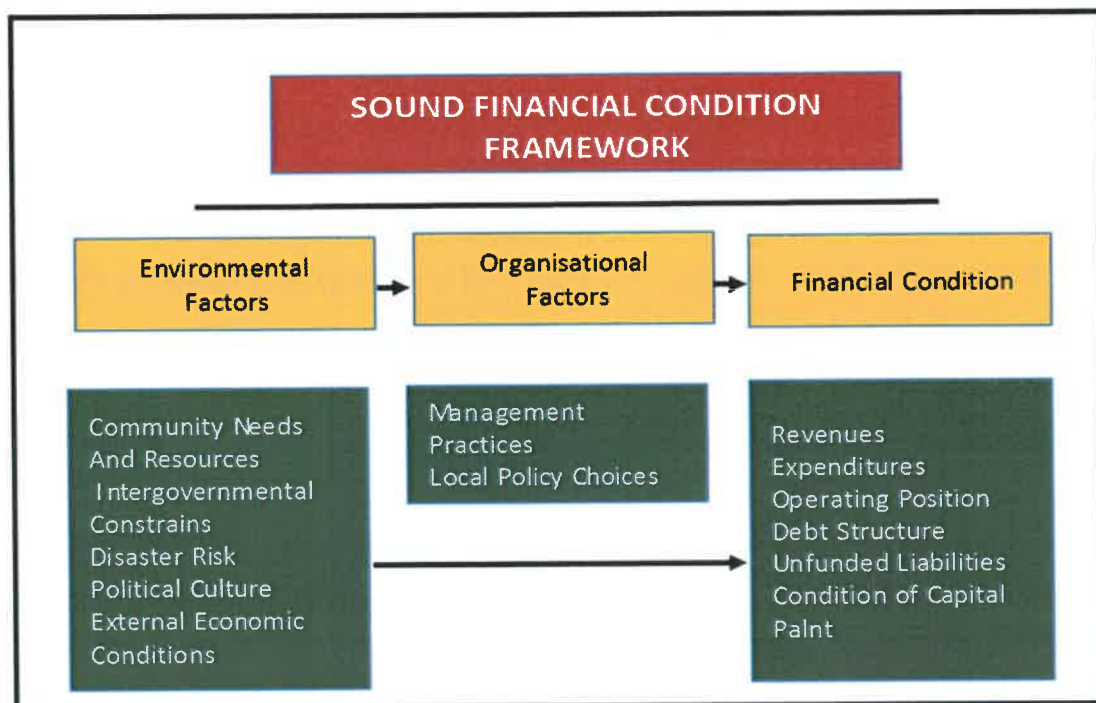 SOUND FINANCIAL CONDITION
FRAMEWORK
Environmental
Factors
Organisational
Factors
Financial Condition
Community Needs
And Resources
Intergovernmental
Constrains
Disaster Risk
Political Culture
External Economic
Conditions
Management
Practices
Local Policy Choices
Revenues
Expenditures
Operating Position
Debt Structure
Unfunded Liabilities
Condition of Capital
Palnt